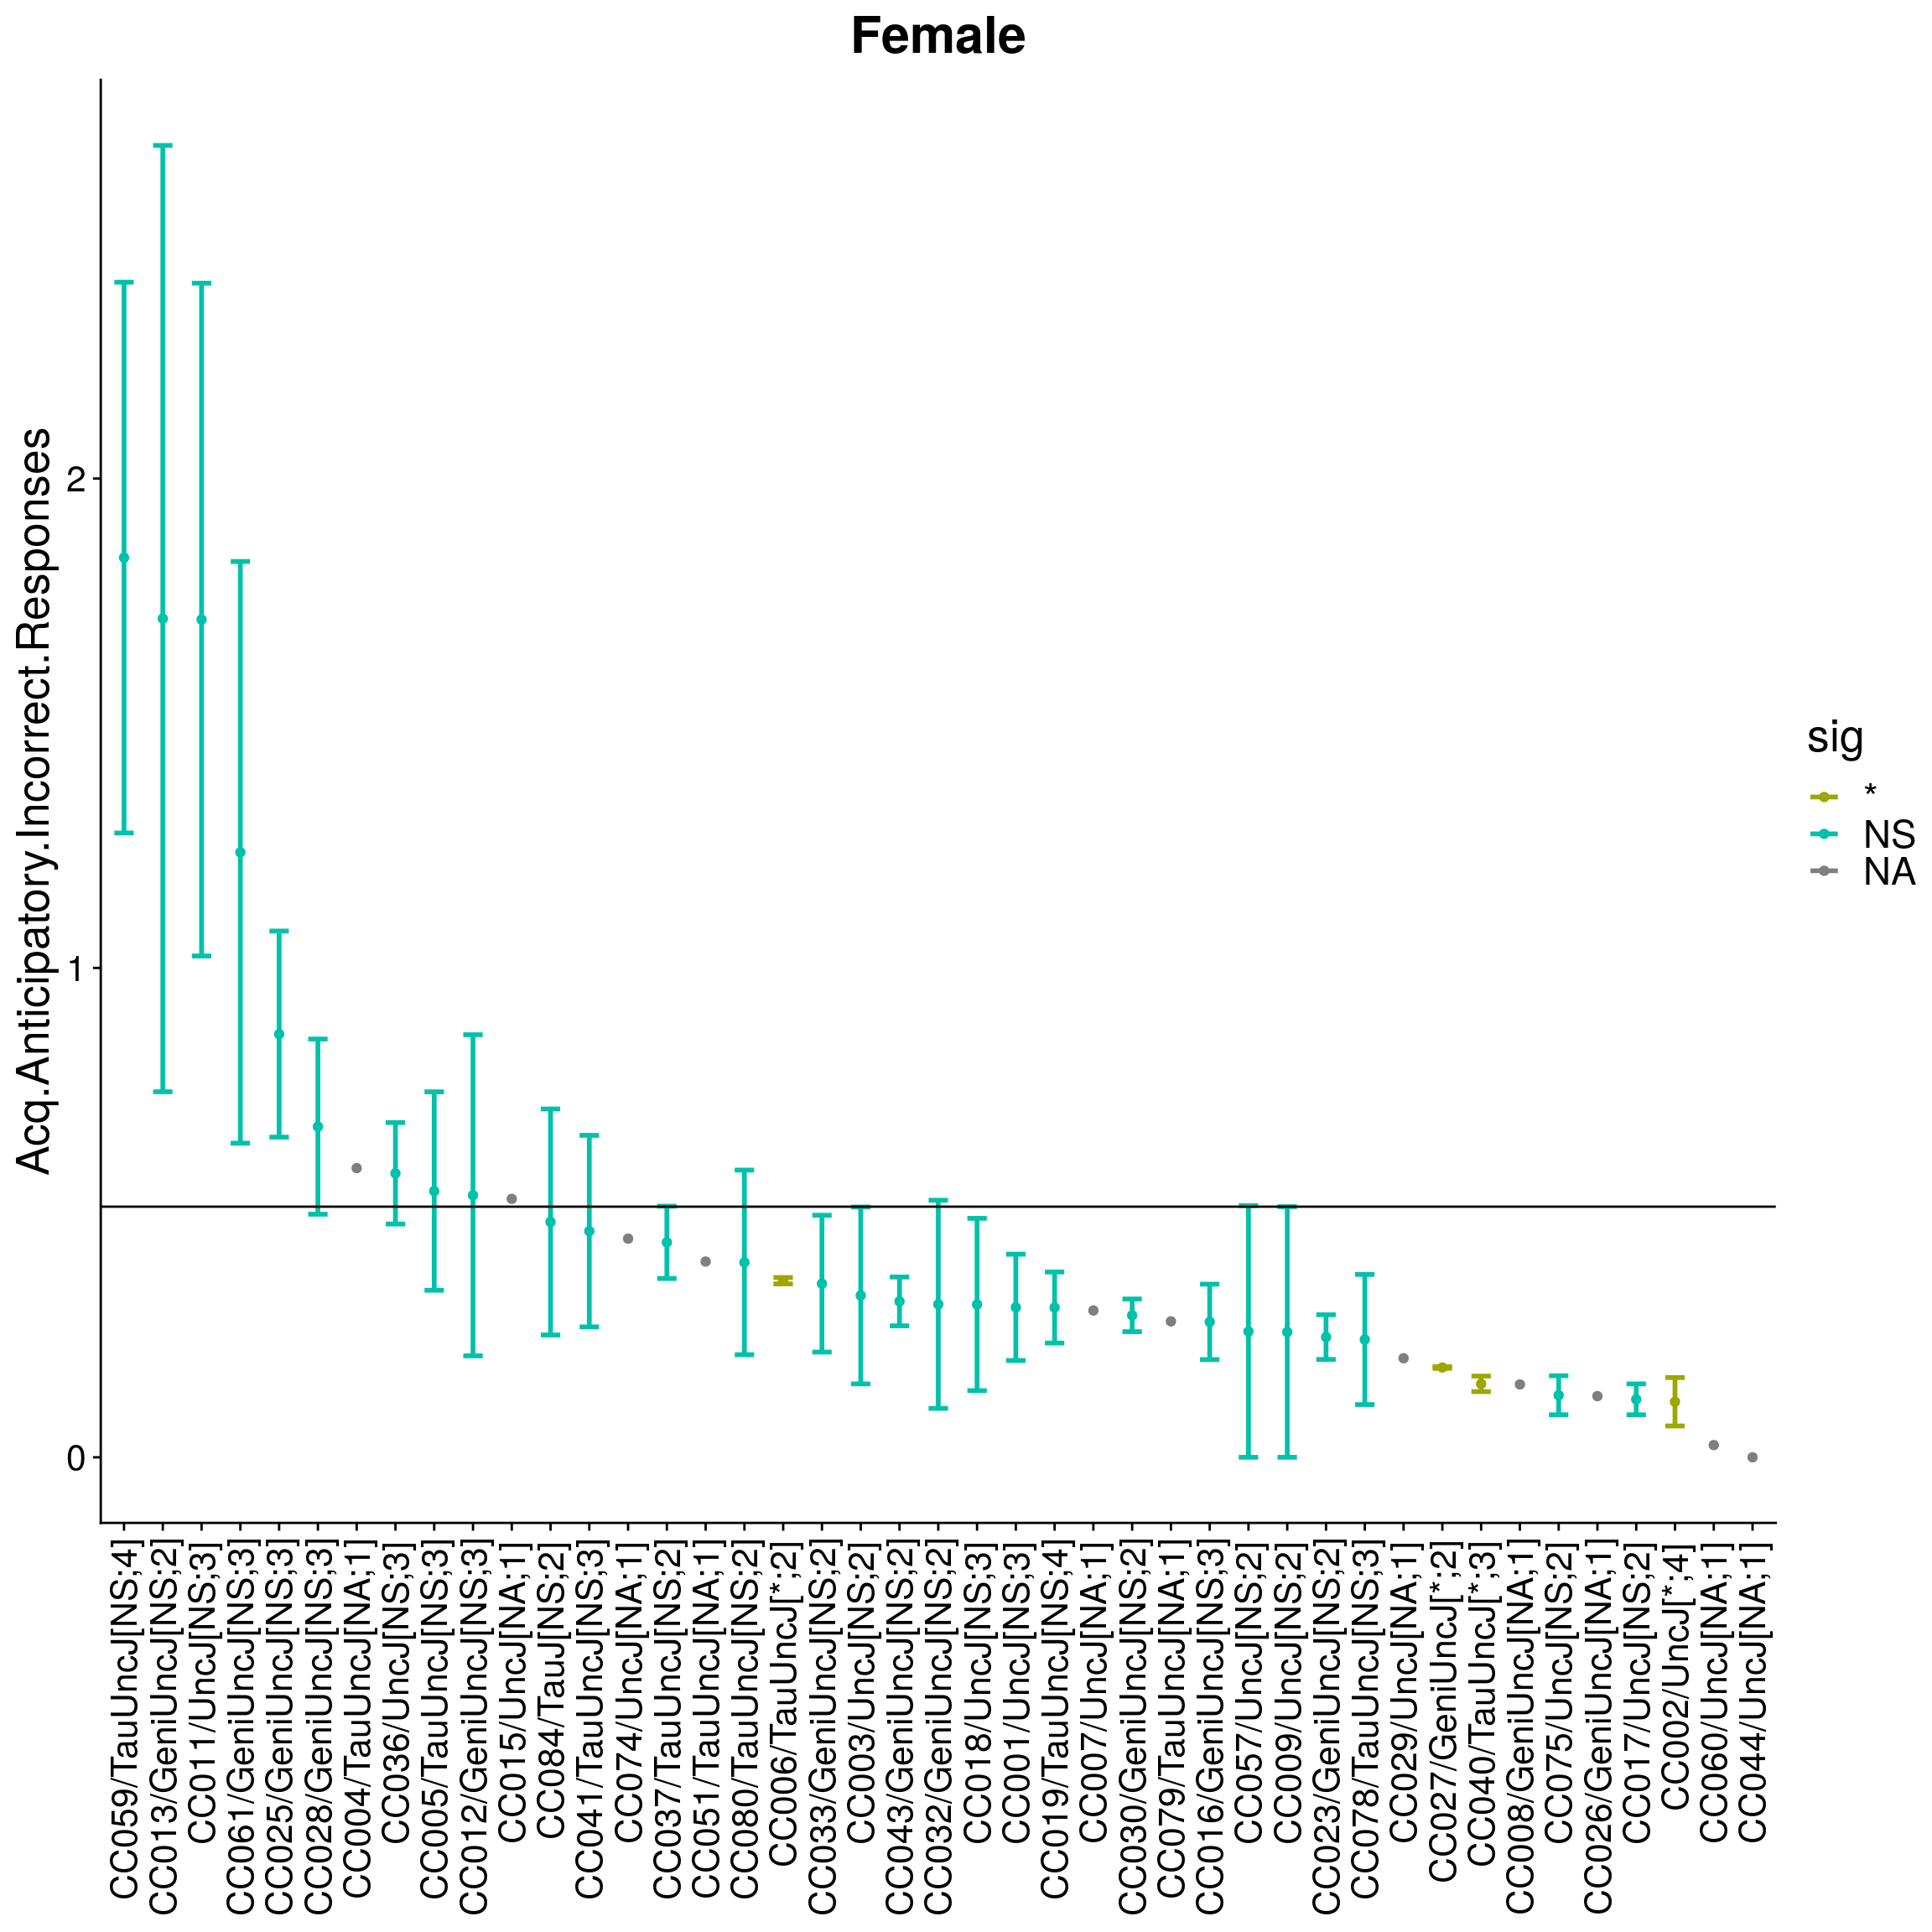 Female
Acq.Anticipatory.Incorrect.Responses
2
1
0
CC059/TauUncJ[NS;4]
CC013/GeniUncJ[NS;2]
CC011/UncJ[NS;3]
CC061/GeniUncJ[NS;3]
CC025/GeniUncJ[NS;3]
CC028/GeniUncJ[NS;3]
CC004/TauUncJ[NA;1]
CC036/UncJ[NS;3]
CC005/TauUncJ[NS;3]
CC012/GeniUncJ[NS;3]
CC015/UncJ[NA;1]
CC084/TauJ[NS;2]
CC041/TauUncJ[NS;3]
CC074/UncJ[NA;1]
CC037/TauUncJ[NS;2]
CC051/TauUncJ[NA;1]
CC080/TauUncJ[NS;2]
CC006/TauUncJ[*;2]
CC033/GeniUncJ[NS;2]
CC003/UncJ[NS;2]
CC043/GeniUncJ[NS;2]
CC032/GeniUncJ[NS;2]
CC018/UncJ[NS;3]
CC001/UncJ[NS;3]
CC019/TauUncJ[NS;4]
CC007/UncJ[NA;1]
CC030/GeniUncJ[NS;2]
CC079/TauUncJ[NA;1]
CC016/GeniUncJ[NS;3]
CC057/UncJ[NS;2]
CC009/UncJ[NS;2]
CC023/GeniUncJ[NS;2]
CC078/TauUncJ[NS;3]
CC029/UncJ[NA;1]
CC027/GeniUncJ[*;2]
CC040/TauUncJ[*;3]
CC008/GeniUncJ[NA;1]
CC075/UncJ[NS;2]
CC026/GeniUncJ[NA;1]
CC017/UncJ[NS;2]
CC002/UncJ[*;4]
CC060/UncJ[NA;1]
CC044/UncJ[NA;1]
sig
*
NS
NA